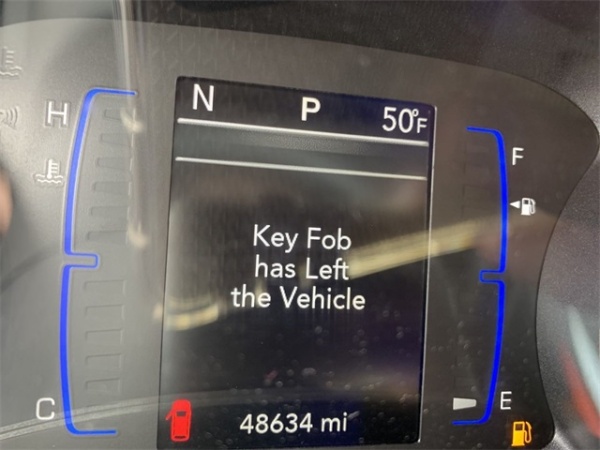 N P 50°F
H
F
Key Fob
has Left
the Vehicle
C
E
48634 mi